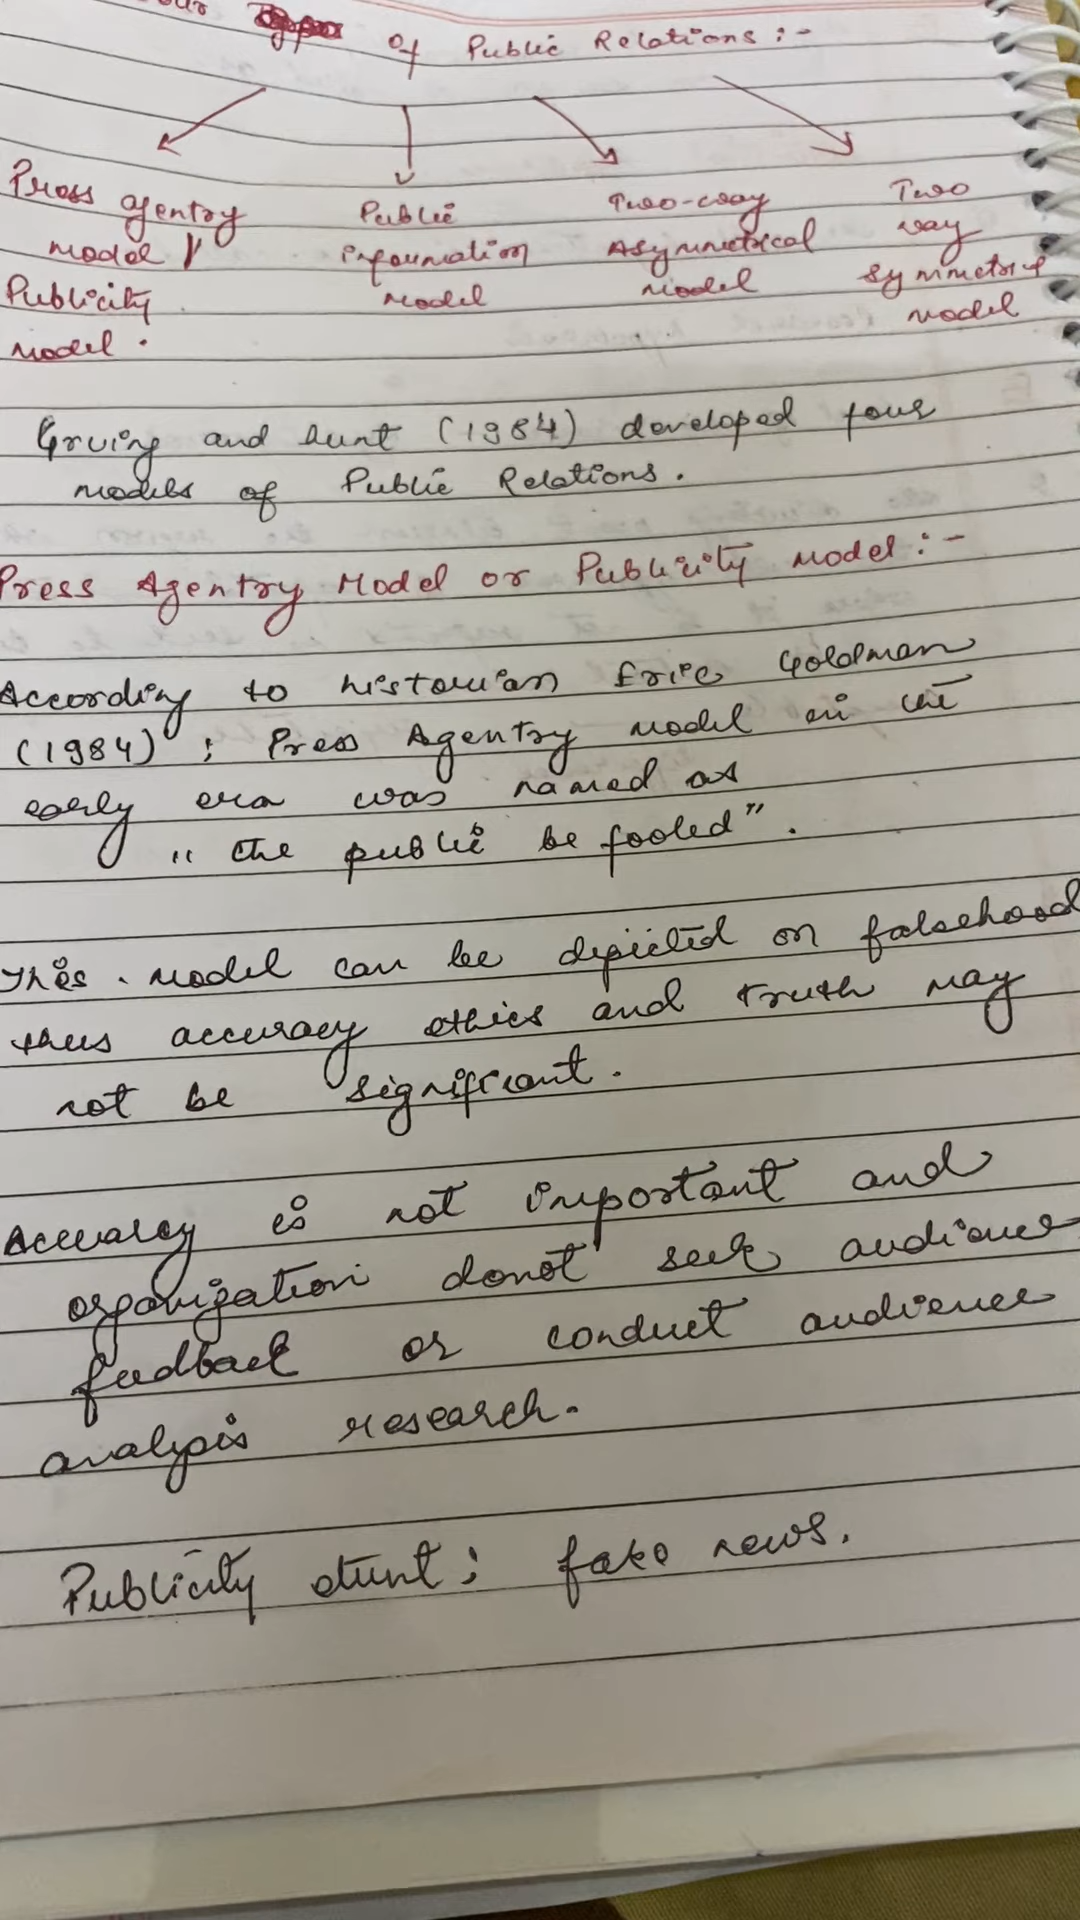 of Public Relations :-
Press agentry
model /
Publicity
model.
Public
information
model
Two-way
Asymmetrical
model
Two
way
symmetric
model
Gruing and hunt (1984) developed four
models of Public Relations.
Press Agentry Model or Publicity Model :-
According to historian Eric Goldman
(1984) ; Press Agentry model in the
early era was named as
"the public be fooled".
This . model can be depicted on falsehood
thus accuracy ethics and truth may
not be significant.
Accuracy is not important and
organization donot seek audience
feedback or conduct audience
analysis research.
Publicity stunt ; fake news.